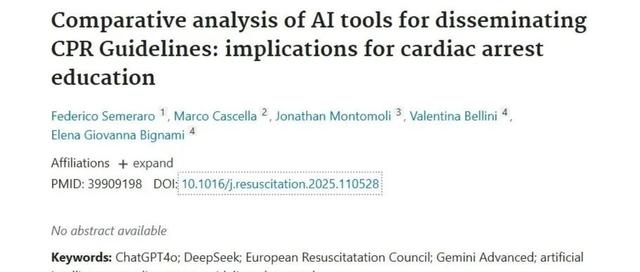 Comparative analysis of AI tools for disseminating
CPR Guidelines: implications for cardiac arrest
education
Federico Semeraro 1, Marco Cascella 2, Jonathan Montomoli 3, Valentina Bellini 4,
Elena Giovanna Bignami 4
Affiliations + expand
PMID: 39909198 DOI: 10.1016/j.resuscitation.2025.110528
No abstract available
Keywords: ChatGPT4o; DeepSeek; European Resuscitatation Council; Gemini Advanced; artificial